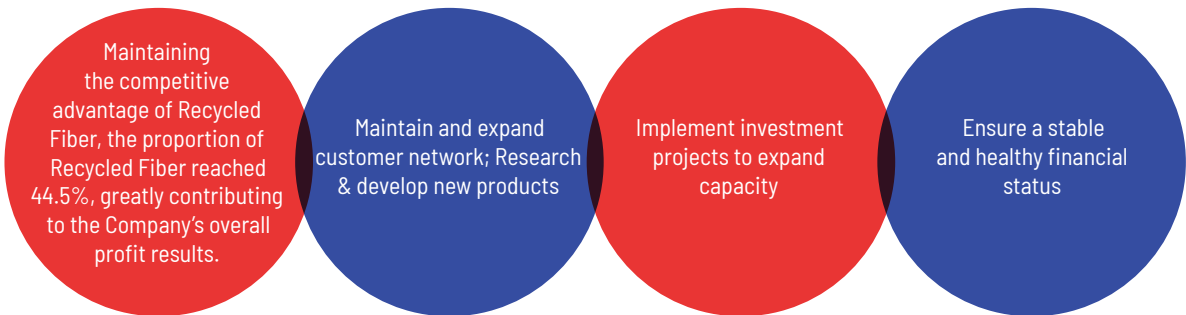 Maintaining
the competitive
advantage of Recycled
Fiber, the proportion of
Recycled Fiber reached
44.5%, greatly contributing
to the Company's overall
profit results.
Maintain and expand
customer network; Research
& develop new products
Implement investment
projects to expand
capacity
Ensure a stable
and healthy financial
status